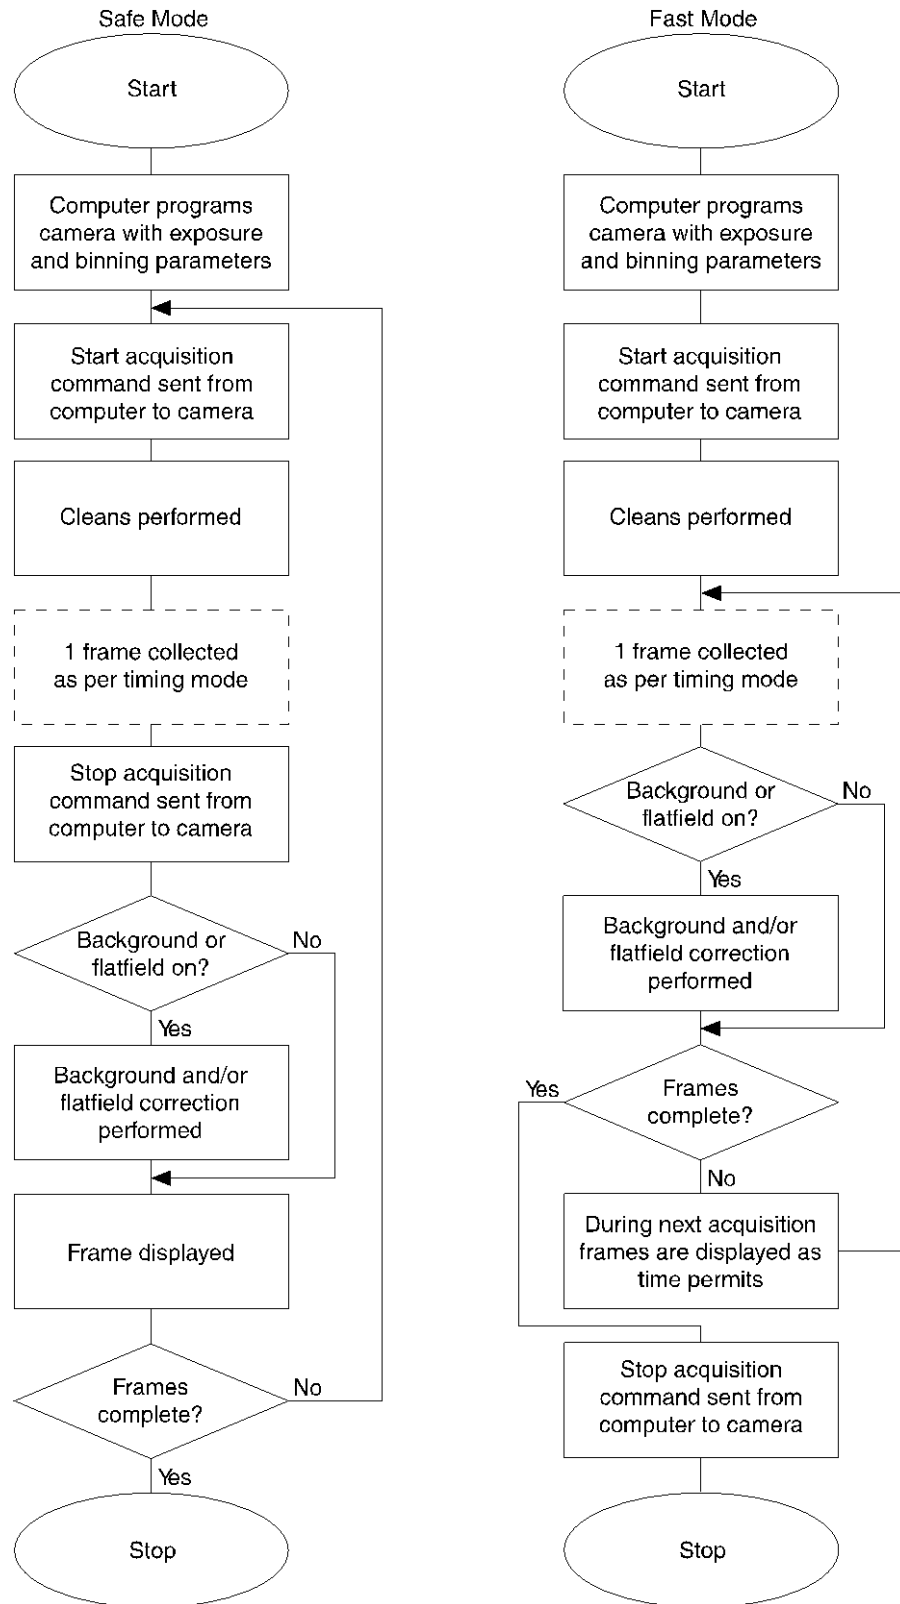 Safe Mode
Start
Computer programs
camera with exposure
and binning parameters
Start acquisition
command sent from
computer to camera
Cleans performed
1 frame collected
as per timing mode
Stop acquisition
command sent from
computer to camera
Background or
flatfield on?
No
Yes
Background and/or
flatfield correction
performed
Frame displayed
Frames
complete?
No
Yes
Stop
Fast Mode
Start
Computer programs
camera with exposure
and binning parameters
Start acquisition
command sent from
computer to camera
Cleans performed
1 frame collected
as per timing mode
Background or
flatfield on?
No
Yes
Background and/or
flatfield correction
performed
Frames
complete?
Yes
No
During next acquisition
frames are displayed as
time permits
Stop acquisition
command sent from
computer to camera
Stop